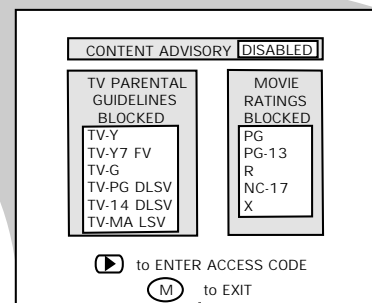 CONTENT ADVISORY DISABLED
TV PARENTAL
GUIDELINES
BLOCKED
TV-Y
TV-Y7 FV
TV-G
TV-PG DLSV
TV-14 DLSV
TV-MA LSV
MOVIE
RATINGS
BLOCKED
PG
PG-13
R
NC-17
X
to ENTER ACCESS CODE
M to EXIT